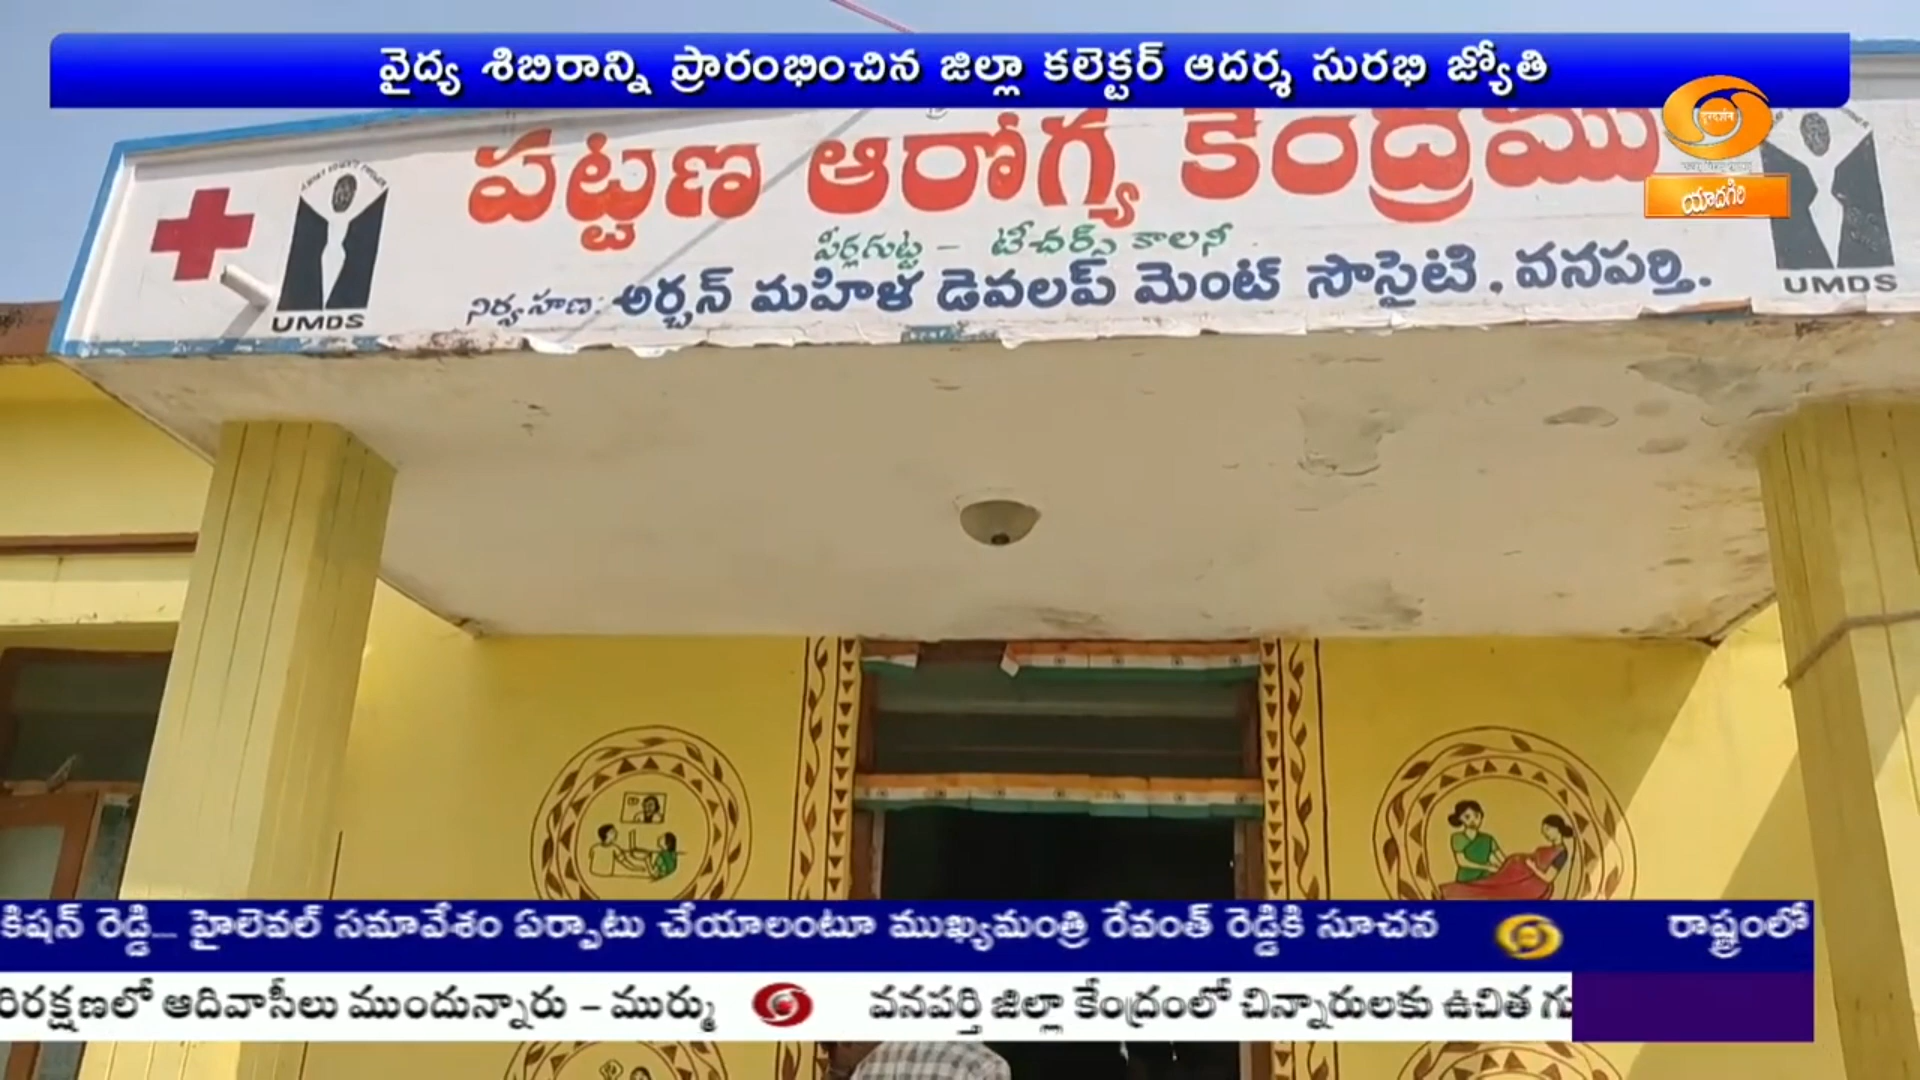 వైద్య శిబిరాన్ని ప్రారంభించిన జిల్లా కలెక్టర్ ఆదర్శ సురభి జ్యోతి
పట్టణ ఆరోగ్య కేంద్రము
యాదగిరి
పీర్లగుట్ట - టీచర్స్ కాలనీ
నిర్వహణ: అర్బన్ మహిళ డెవలప్ మెంట్ సొసైటి, వనపర్తి.
UMDS
UMDS
కిషన్ రెడ్డి... హైలెవల్ సమావేశం ఏర్పాటు చేయాలంటూ ముఖ్యమంత్రి రేవంత్ రెడ్డికి సూచన రాష్ట్రంలో
రిరక్షణలో ఆదివాసీలు ముందున్నారు - ముర్ము వనపర్తి జిల్లా కేంద్రంలో చిన్నారులకు ఉచిత గు